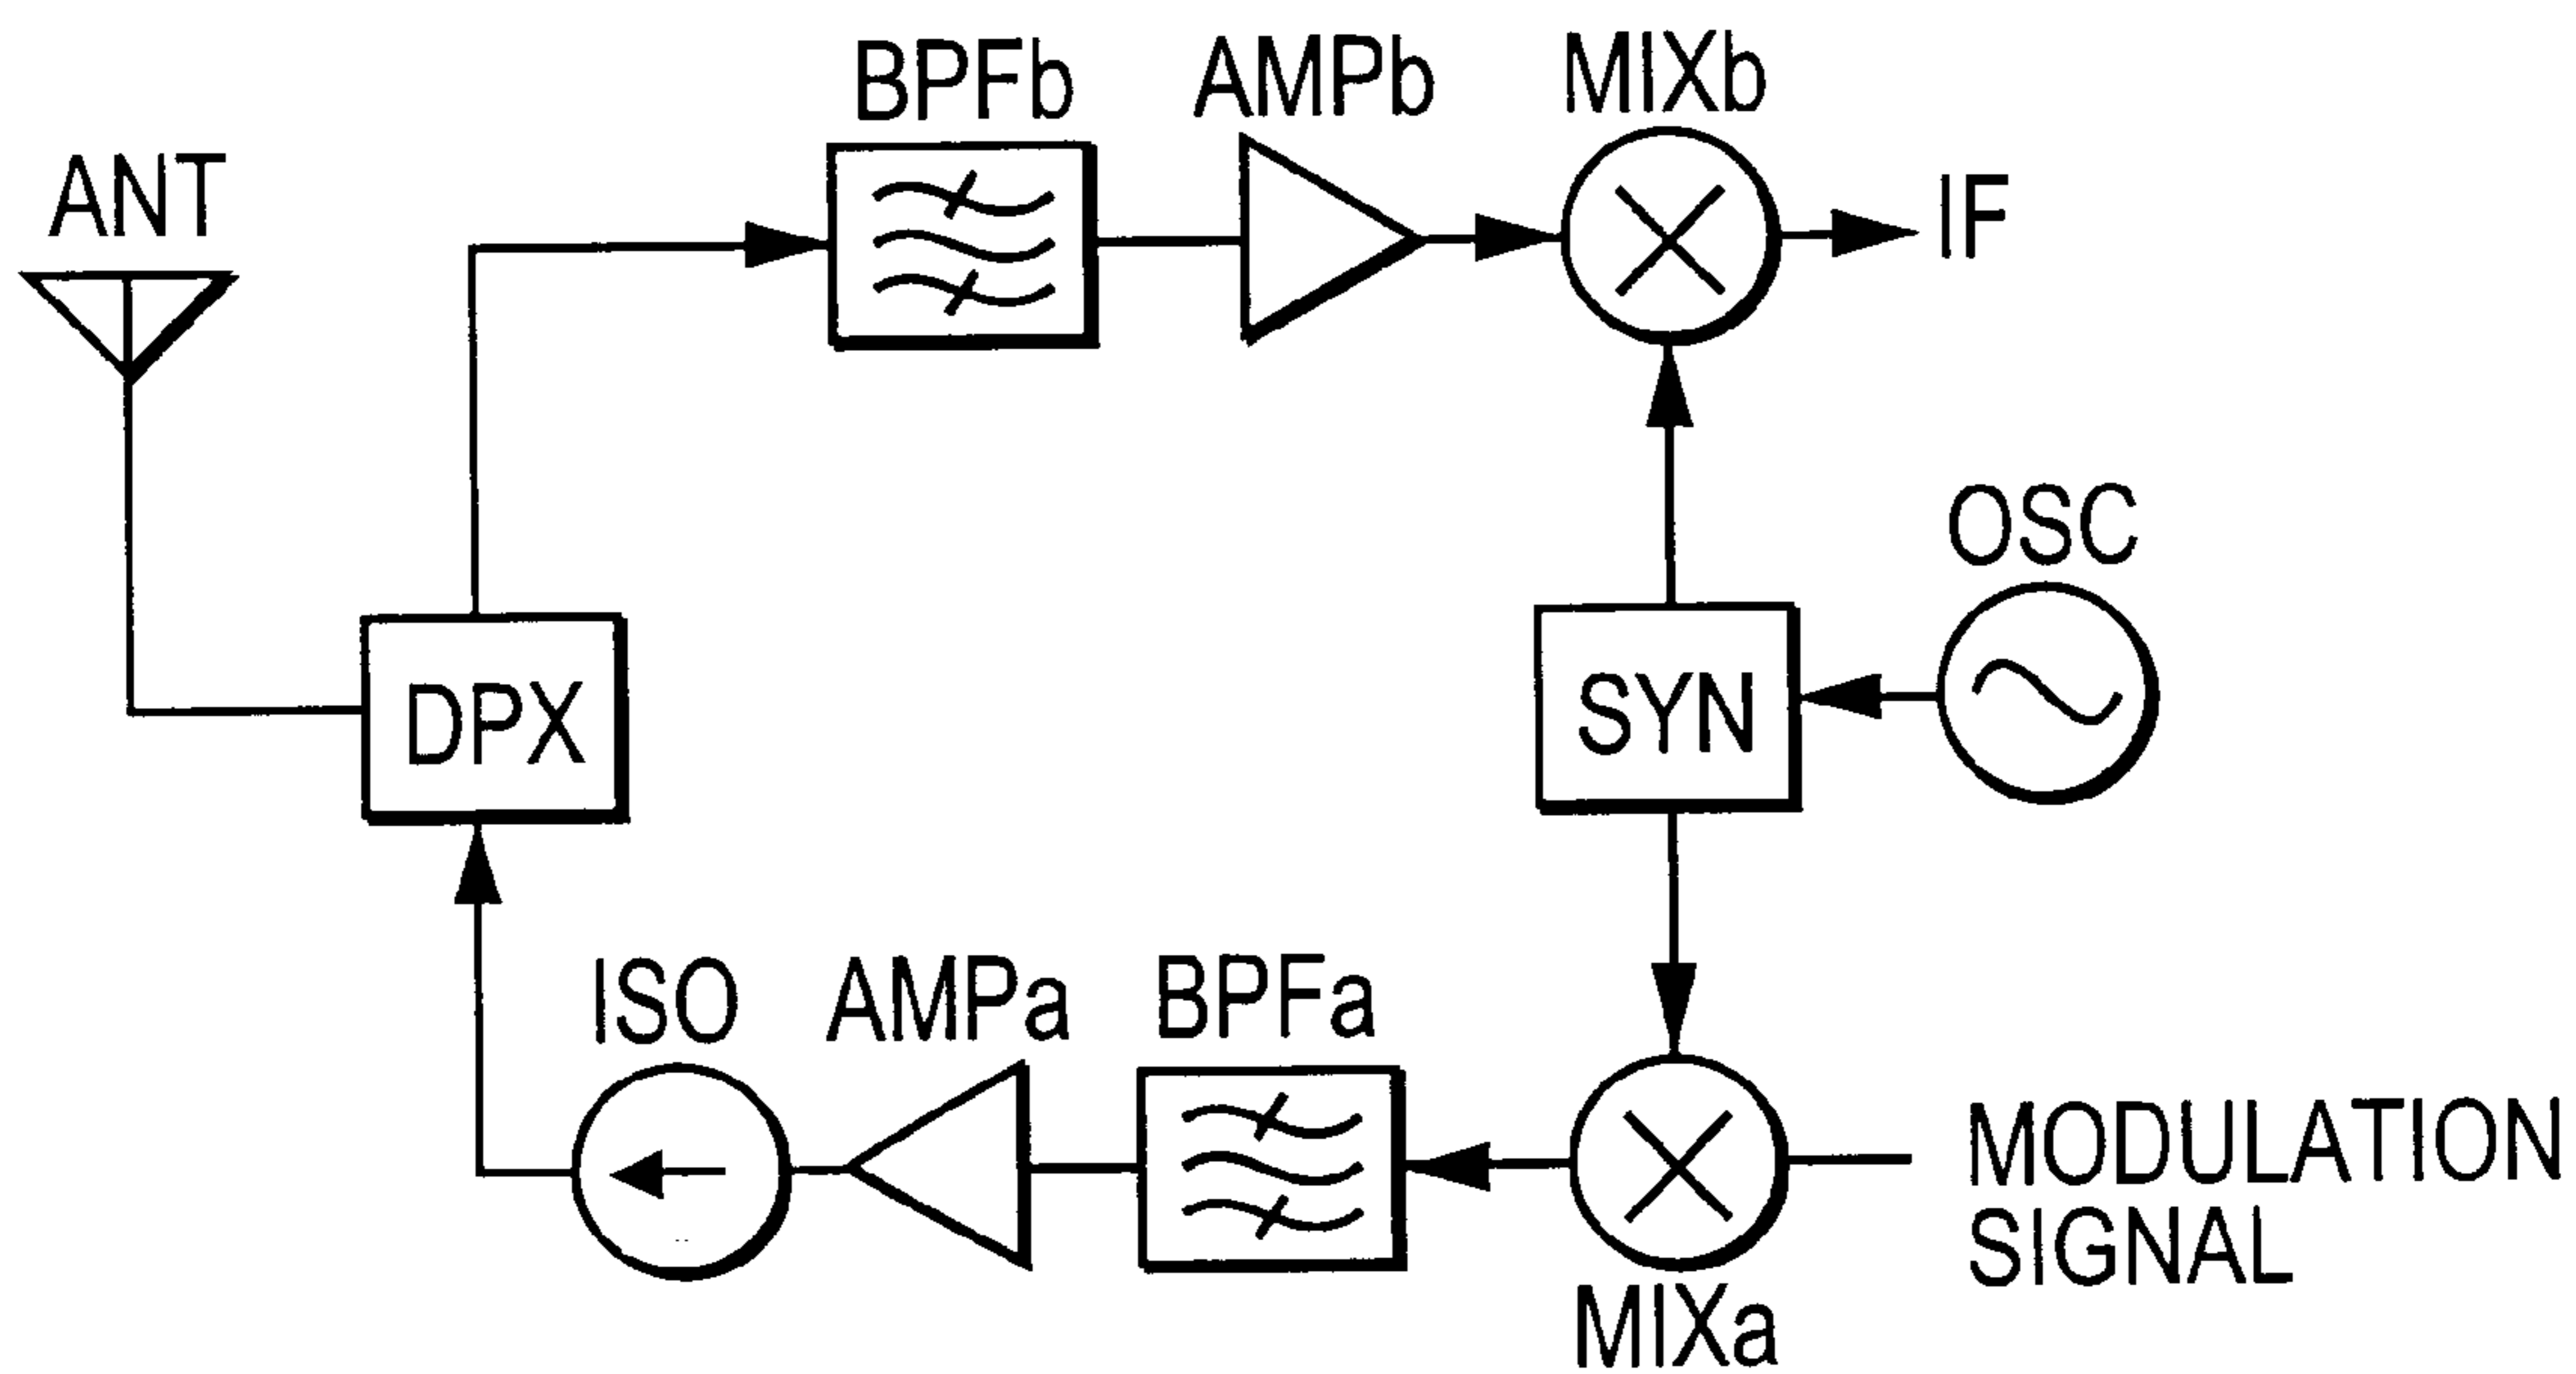 BPFb
AMPb
MIXb
ANT
IF
OSC
DPX
SYN
ISO
AMPa
BPFa
MODULATION
SIGNAL
MIXa